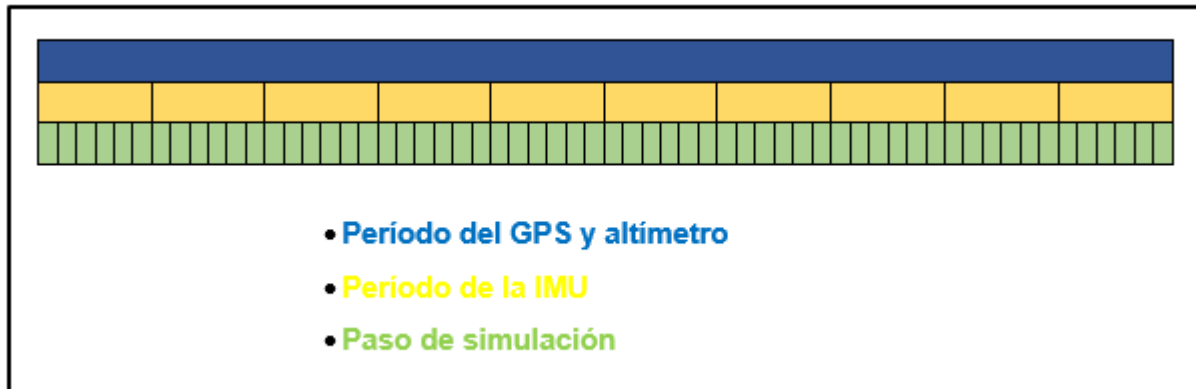 • Período del GPS y altímetro
• Período de la IMU
• Paso de simulación